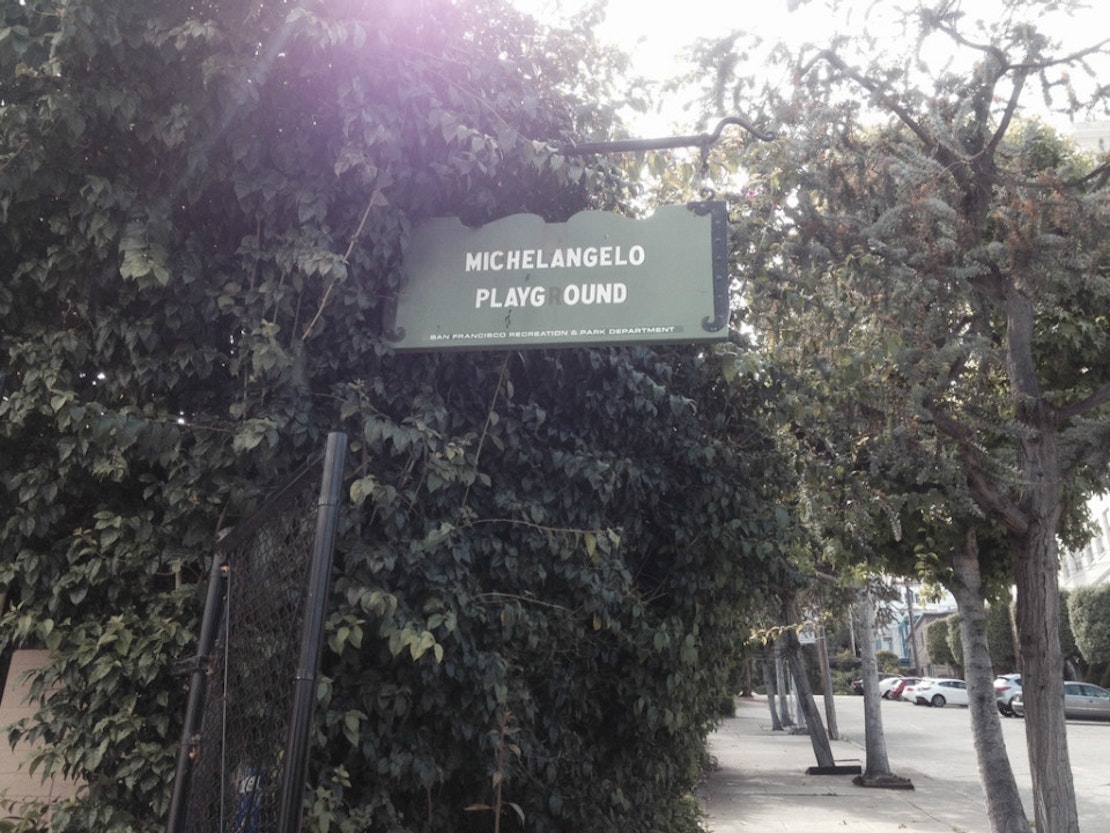 MICHELANGELO
PLAYGROUND
SAN FRANCISCO RECREATION & PARK DEPARTMENT